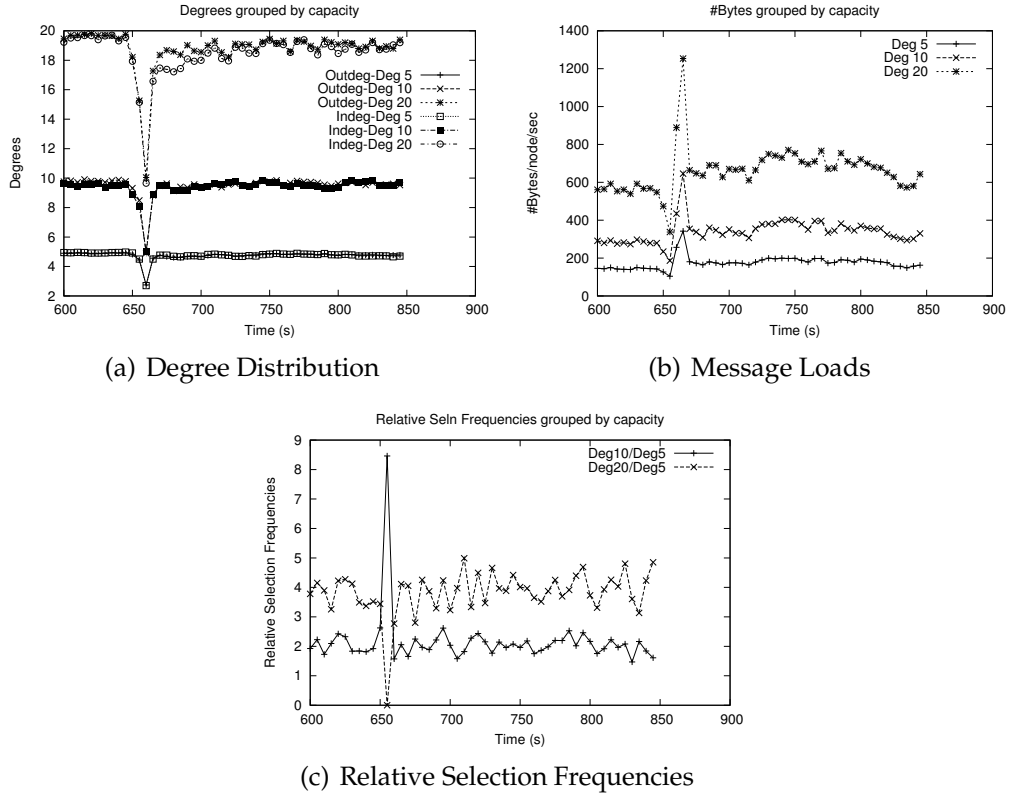 Degrees grouped by capacity
20
18
16
14
12
10
8
6
4
2
Degrees
Outdeg-Deg 5
Outdeg-Deg 10
Outdeg-Deg 20
Indeg-Deg 5
Indeg-Deg 10
Indeg-Deg 20
600 650 700 750 800 850 900
Time (s)
(a) Degree Distribution
#Bytes grouped by capacity
1400
1200
1000
800
600
400
200
0
#Bytes/node/sec
Deg 5
Deg 10
Deg 20
600 650 700 750 800 850 900
Time (s)
(b) Message Loads
Relative Seln Frequencies grouped by capacity
9
8
7
6
5
4
3
2
1
0
Relative Selection Frequencies
Deg10/Deg5
Deg20/Deg5
600 650 700 750 800 850 900
Time (s)
(c) Relative Selection Frequencies